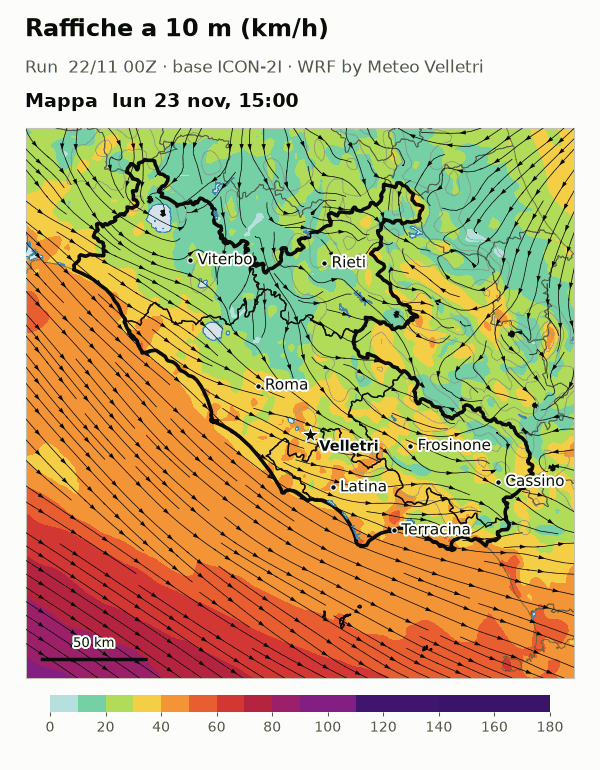 Raffiche a 10 m (km/h)
Run 22/11 00Z · base ICON-2I · WRF by Meteo Velletri
Mappa lun 23 nov, 15:00
Viterbo
Rieti
Roma
Velletri
Frosinone
Cassino
Latina
Terracina
50 km
0 20 40 60 80 100 120 140 160 180